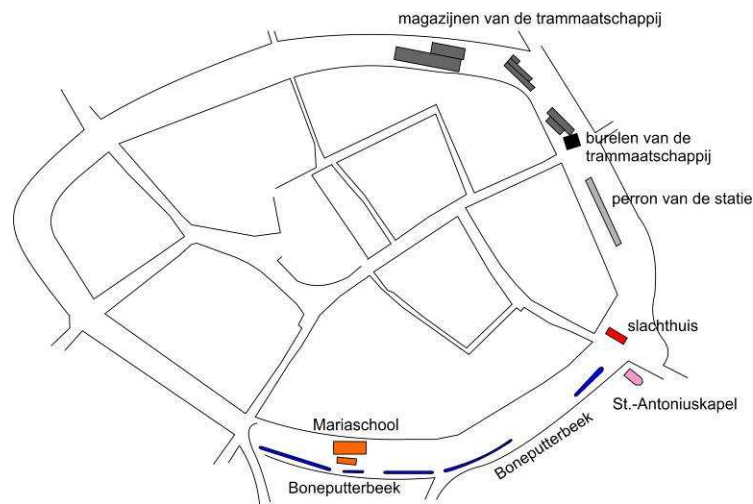 magazijnen van de trammaatschappij
burelen van de
trammaatschappij
perron van de statie
slachthuis
St.-Antoniuskapel
Mariaschool
Boneputterbeek
Boneputterbeek